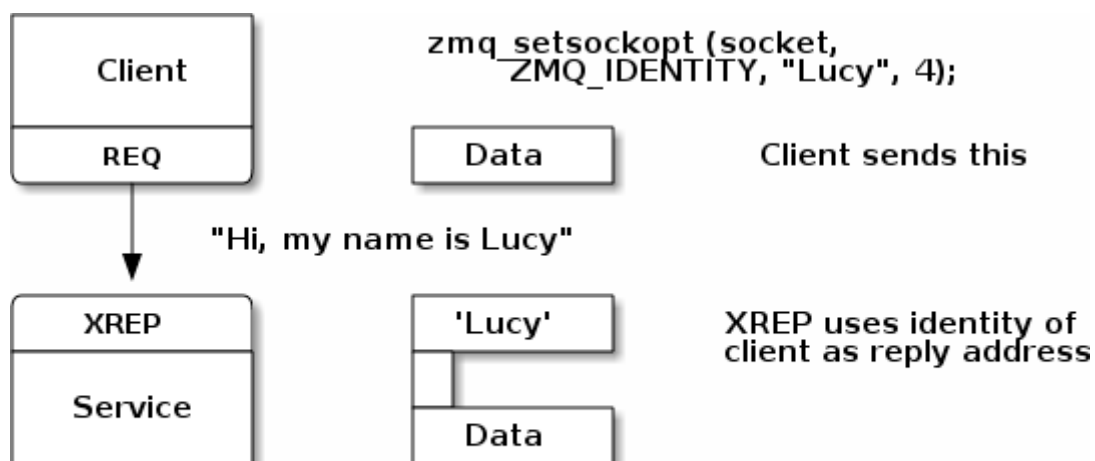 Client
zmq_setsockopt (socket,
ZMQ_IDENTITY, "Lucy", 4);
REQ
Data
Client sends this
"Hi, my name is Lucy"
XREP
'Lucy'
XREP uses identity of
client as reply address
Service
Data